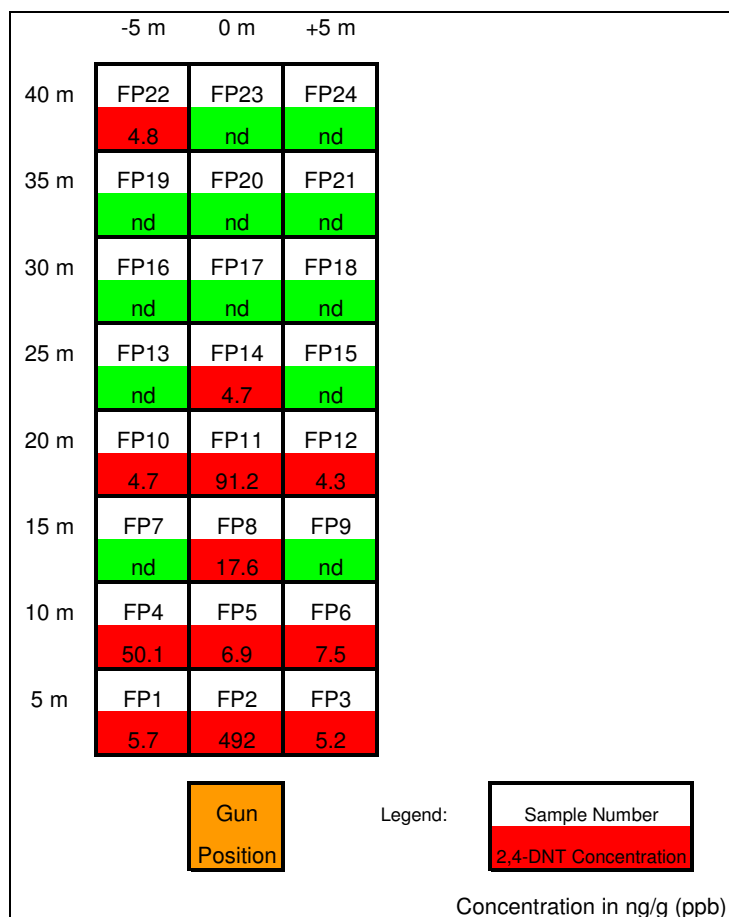 -5 m 0 m +5 m
40 m FP22 FP23 FP24
4.8 nd nd
35 m FP19 FP20 FP21
nd nd nd
30 m FP16 FP17 FP18
nd nd nd
25 m FP13 FP14 FP15
nd 4.7 nd
20 m FP10 FP11 FP12
4.7 91.2 4.3
15 m FP7 FP8 FP9
nd 17.6 nd
10 m FP4 FP5 FP6
50.1 6.9 7.5
5 m FP1 FP2 FP3
5.7 492 5.2
Gun
Position
Legend:
Sample Number
2,4-DNT Concentration
Concentration in ng/g (ppb)